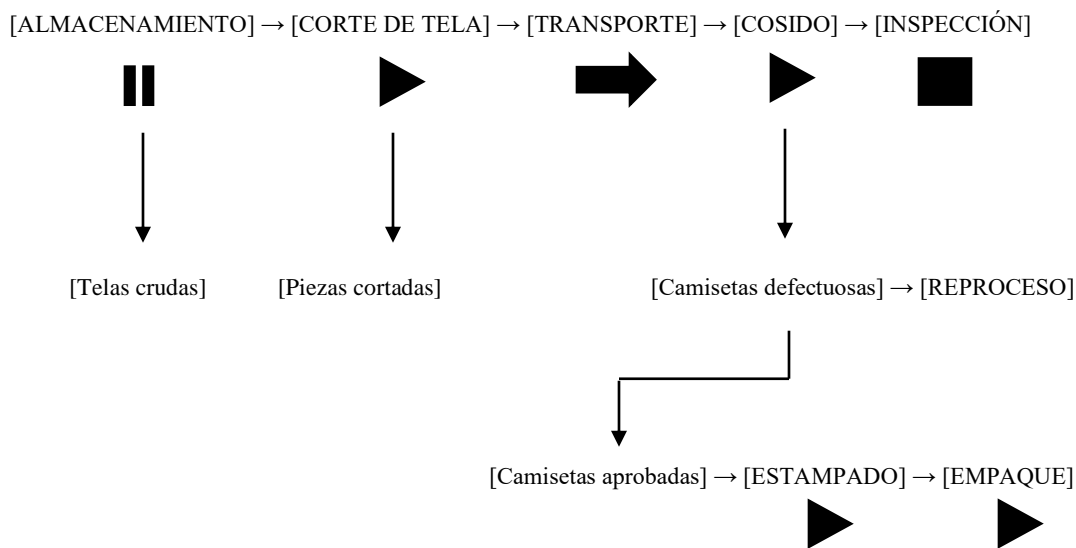 [ALMACENAMIENTO] → [CORTE DE TELA] → [TRANSPORTE] → [COSIDO] → [INSPECCIÓN]
[Telas crudas] [Piezas cortadas] [Camisetas defectuosas] → [REPROCESO]
[Camisetas aprobadas] → [ESTAMPADO] → [EMPAQUE]